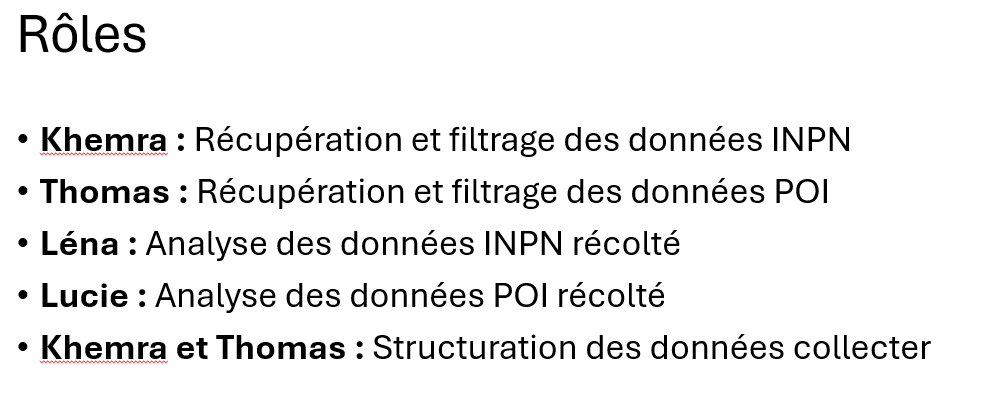 Rôles
• Khemra : Récupération et filtrage des données INPN
• Thomas : Récupération et filtrage des données POI
• Léna : Analyse des données INPN récolté
• Lucie : Analyse des données POI récolté
• Khemra et Thomas : Structuration des données collecter